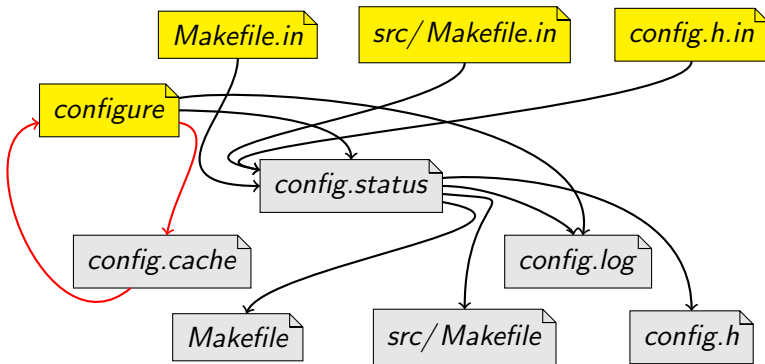 Makefile.in
src/Makefile.in
config.h.in
configure
config.status
config.cache
config.log
Makefile
src/Makefile
config.h